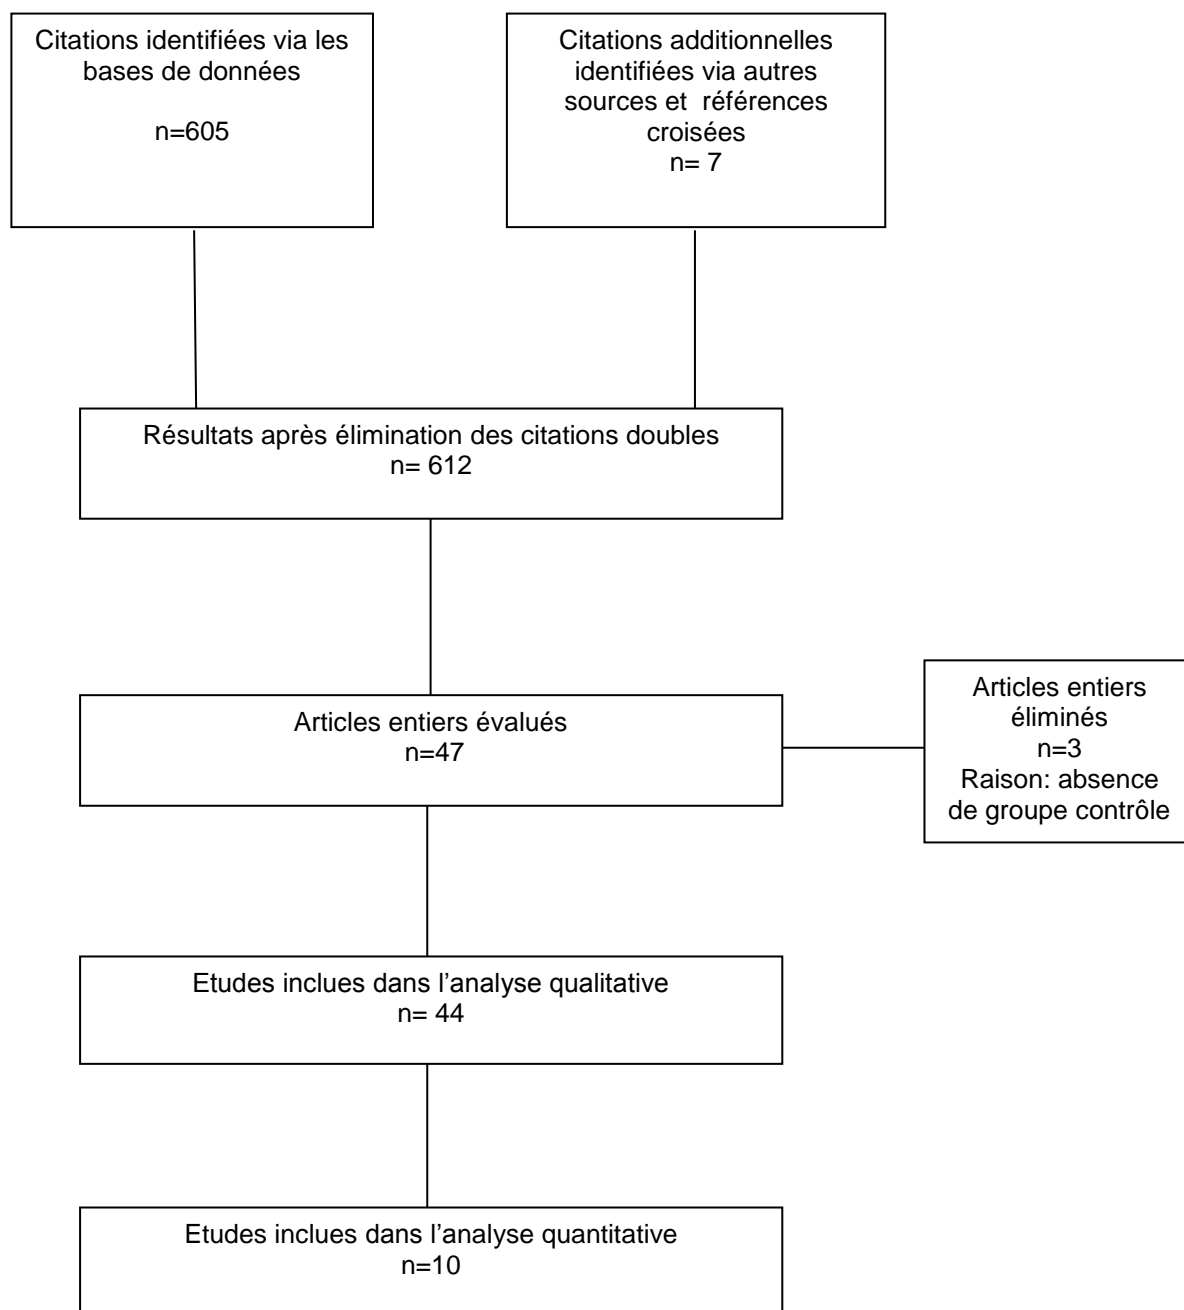 Citations identifiées via les
bases de données
n=605
Citations additionnelles
identifiées via autres
sources et  références
croisées
n= 7
Résultats après élimination des citations doubles
n= 612
Articles entiers évalués
n=47
Articles entiers
éliminés
n=3
Raison: absence
de groupe contrôle
Etudes inclues dans l’analyse qualitative
n= 44
Etudes inclues dans l’analyse quantitative
n=10